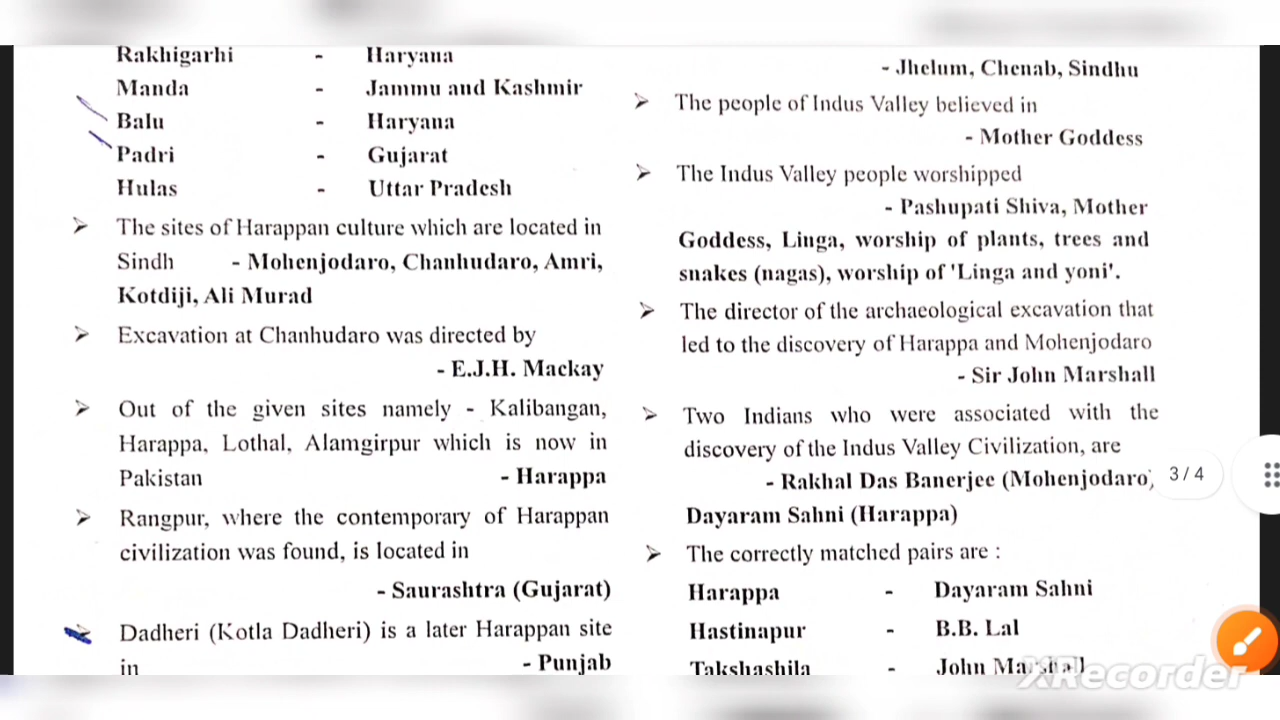 Rakhigarhi - Haryana
Manda - Jammu and Kashmir
Balu - Haryana
Padri - Gujarat
Hulas - Uttar Pradesh
The sites of Harappan culture which are located in
Sindh - Mohenjodaro, Chanhudaro, Amri,
Kotdiji, Ali Murad
Excavation at Chanhudaro was directed by
- E.J.H. Mackay
Out of the given sites namely - Kalibangan,
Harappa, Lothal, Alamgirpur which is now in
Pakistan - Harappa
Rangpur, where the contemporary of Harappan
civilization was found, is located in
- Saurashtra (Gujarat)
Dadheri (Kotla Dadheri) is a later Harappan site
in - Punjab
- Jhelum, Chenab, Sindhu
The people of Indus Valley believed in
- Mother Goddess
The Indus Valley people worshipped
- Pashupati Shiva, Mother
Goddess, Linga, worship of plants, trees and
snakes (nagas), worship of 'Linga and yoni'.
The director of the archaeological excavation that
led to the discovery of Harappa and Mohenjodaro
- Sir John Marshall
Two Indians who were associated with the
discovery of the Indus Valley Civilization, are
- Rakhal Das Banerjee (Mohenjodaro)
Dayaram Sahni (Harappa)
The correctly matched pairs are :
Harappa - Dayaram Sahni
Hastinapur - B.B. Lal
Takshashila - John Marshall
3 / 4
XRecorder